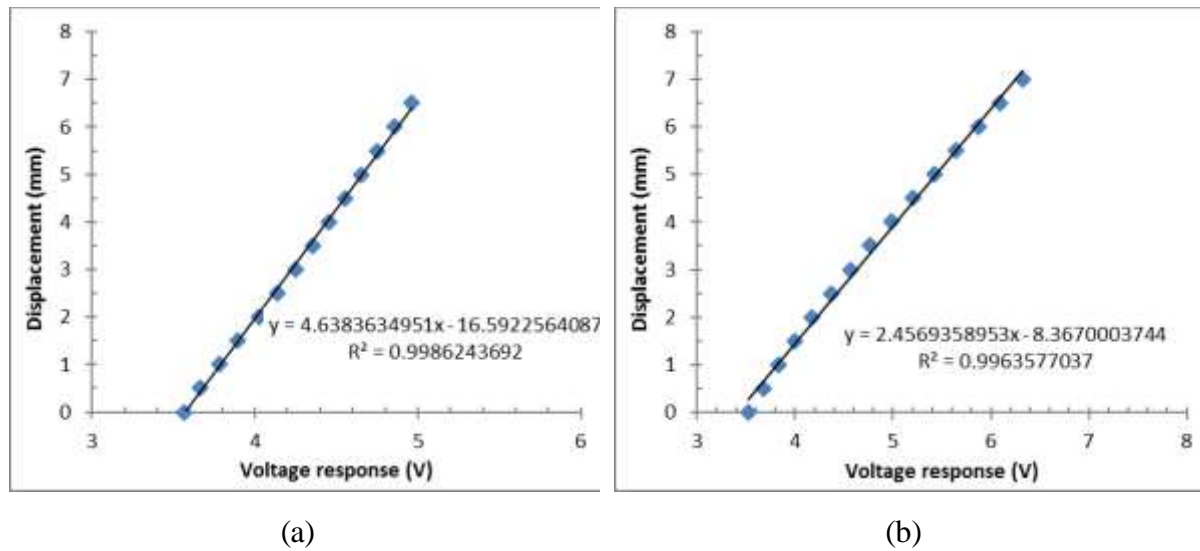 8
7
6
5
4
3
2
1
0
Displacement (mm)
y = 4.6383634951x - 16.5922564087
R² = 0.9986243692
3 4 5 6
Voltage response (V)
(a)
8
7
6
5
4
3
2
1
0
Displacement (mm)
y = 2.4569358953x - 8.3670003744
R² = 0.9963577037
3 4 5 6 7 8
Voltage response (V)
(b)